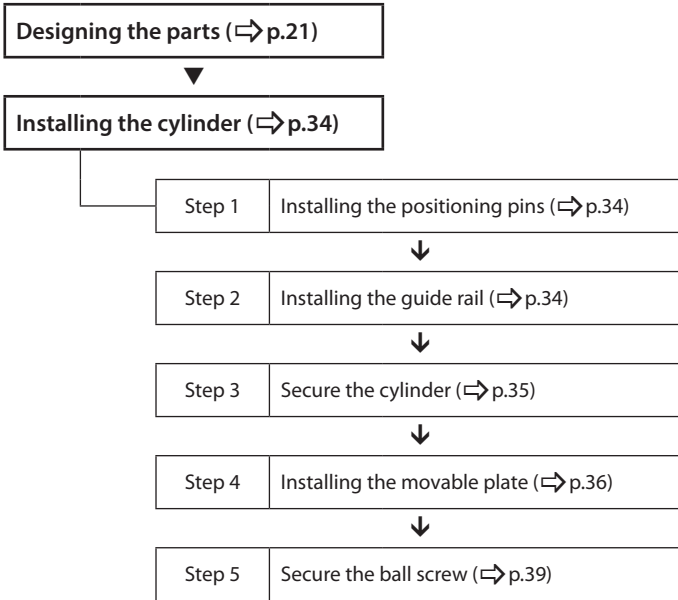 Designing the parts (⇨ p.21)
▼
Installing the cylinder (⇨ p.34)
Step 1 Installing the positioning pins (⇨ p.34)
↓
Step 2 Installing the guide rail (⇨ p.34)
↓
Step 3 Secure the cylinder (⇨ p.35)
↓
Step 4 Installing the movable plate (⇨ p.36)
↓
Step 5 Secure the ball screw (⇨ p.39)